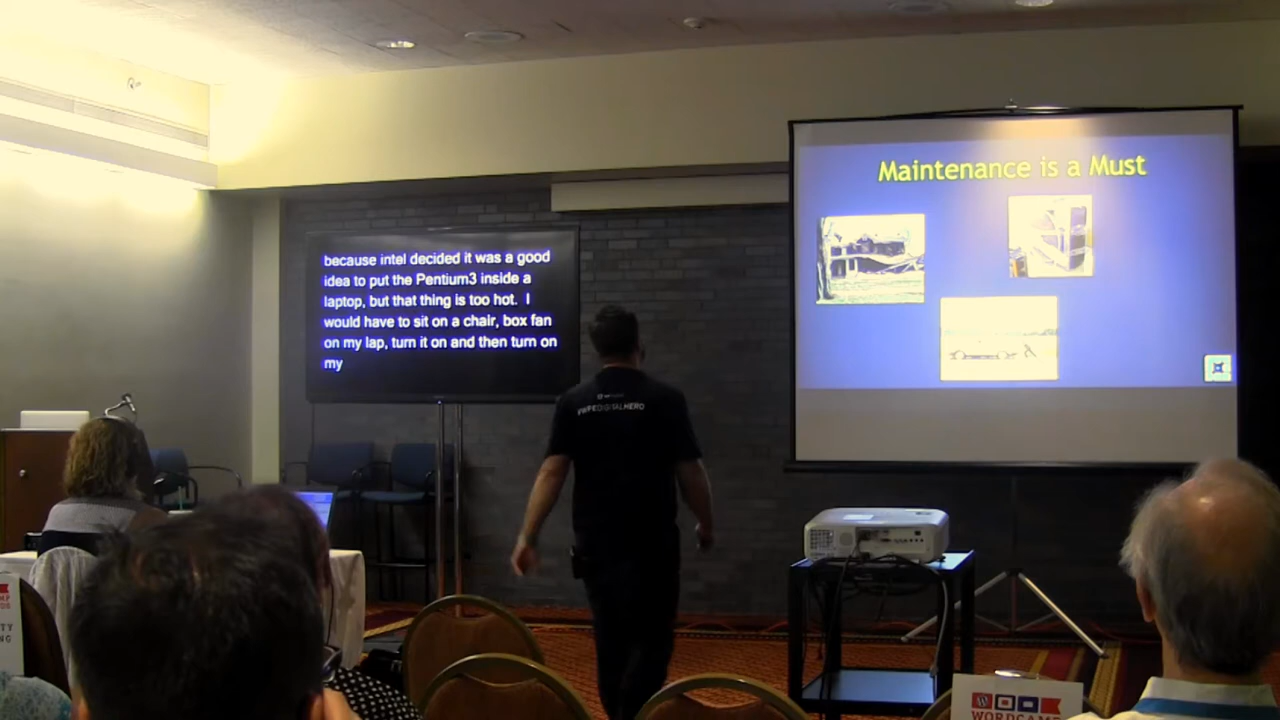 Maintenance is a Must
because intel decided it was a good
idea to put the Pentium3 inside a
laptop, but that thing is too hot.  I
would have to sit on a chair, box fan
on my lap, turn it on and then turn on
my
WORDCAMP